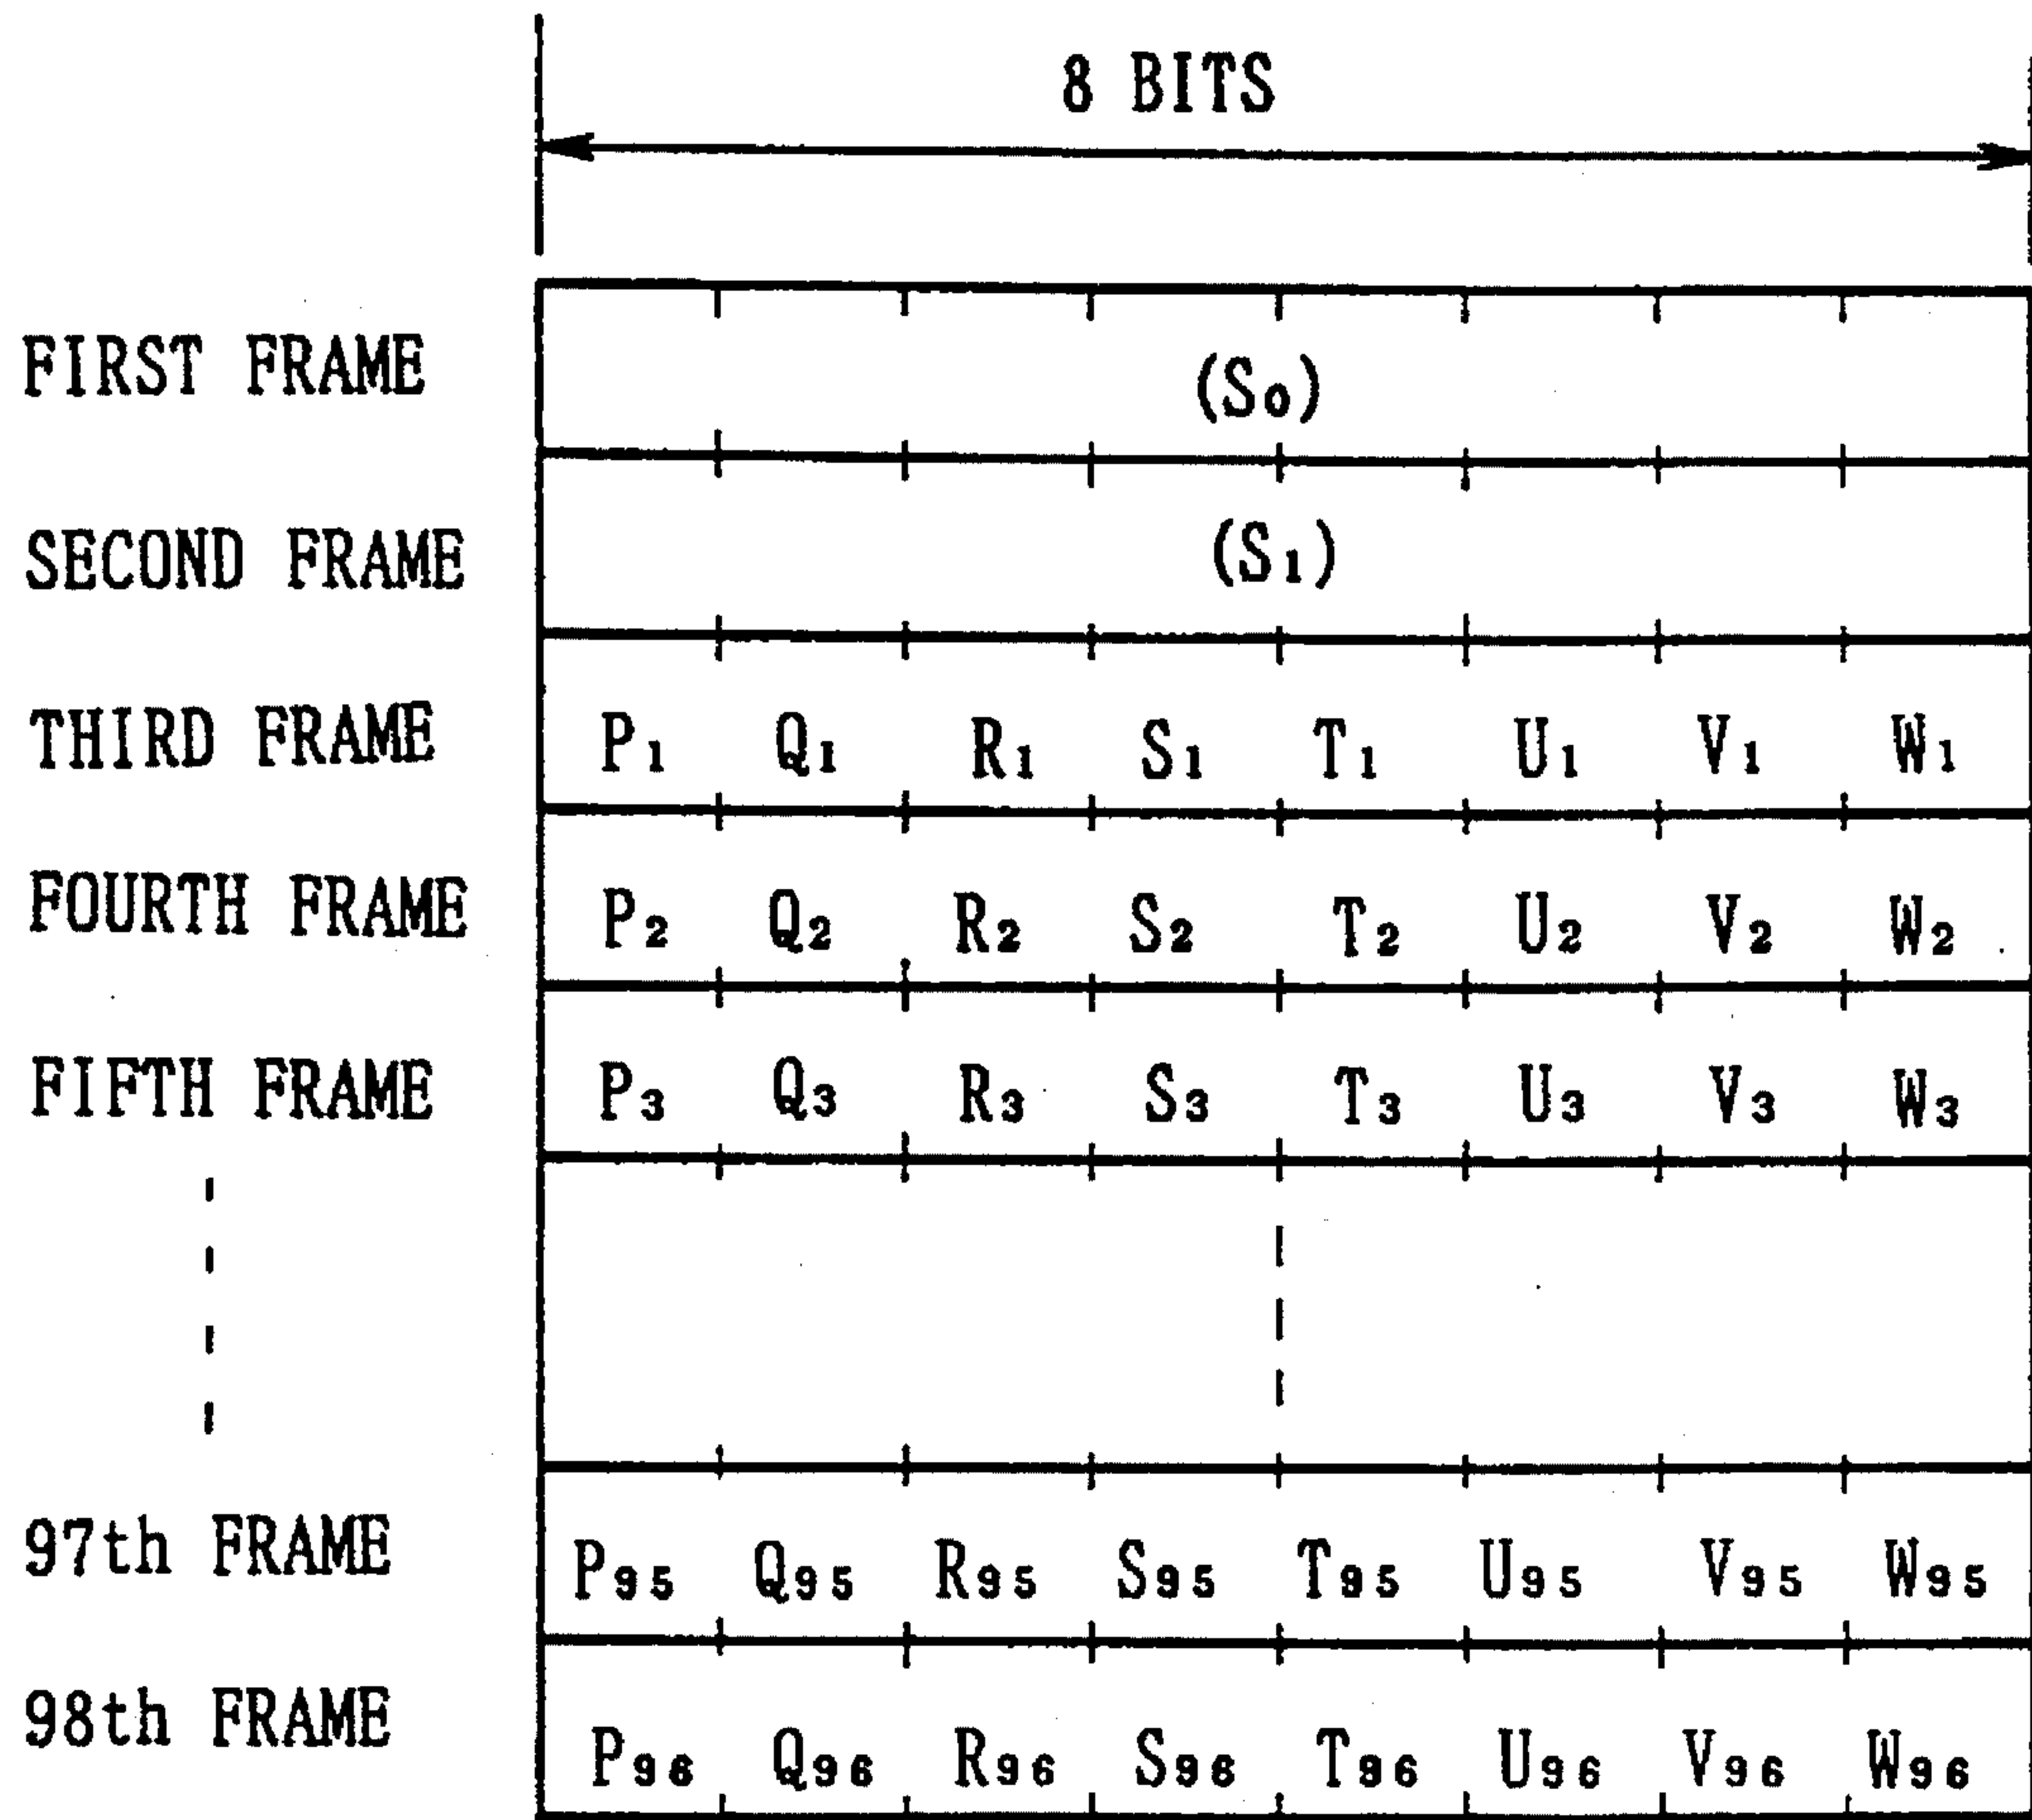 8 BITS
FIRST FRAME (S₀)
SECOND FRAME (S₁)
THIRD FRAME P₁ Q₁ R₁ S₁ T₁ U₁ V₁ W₁
FOURTH FRAME P₂ Q₂ R₂ S₂ T₂ U₂ V₂ W₂
FIFTH FRAME P₃ Q₃ R₃ S₃ T₃ U₃ V₃ W₃
97th FRAME P₉₅ Q₉₅ R₉₅ S₉₅ T₉₅ U₉₅ V₉₅ W₉₅
98th FRAME P₉₆ Q₉₆ R₉₆ S₉₆ T₉₆ U₉₆ V₉₆ W₉₆